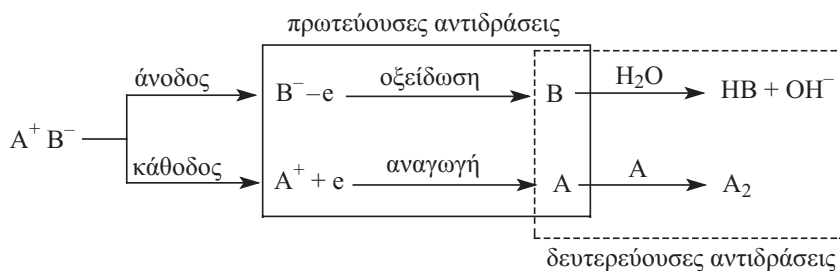 πρωτεύουσες αντιδράσεις
άνοδος B⁻ –e οξείδωση B H₂O HB + OH⁻
A⁺ B⁻
κάθοδος A⁺ + e αναγωγή A A A₂
δευτερεύουσες αντιδράσεις